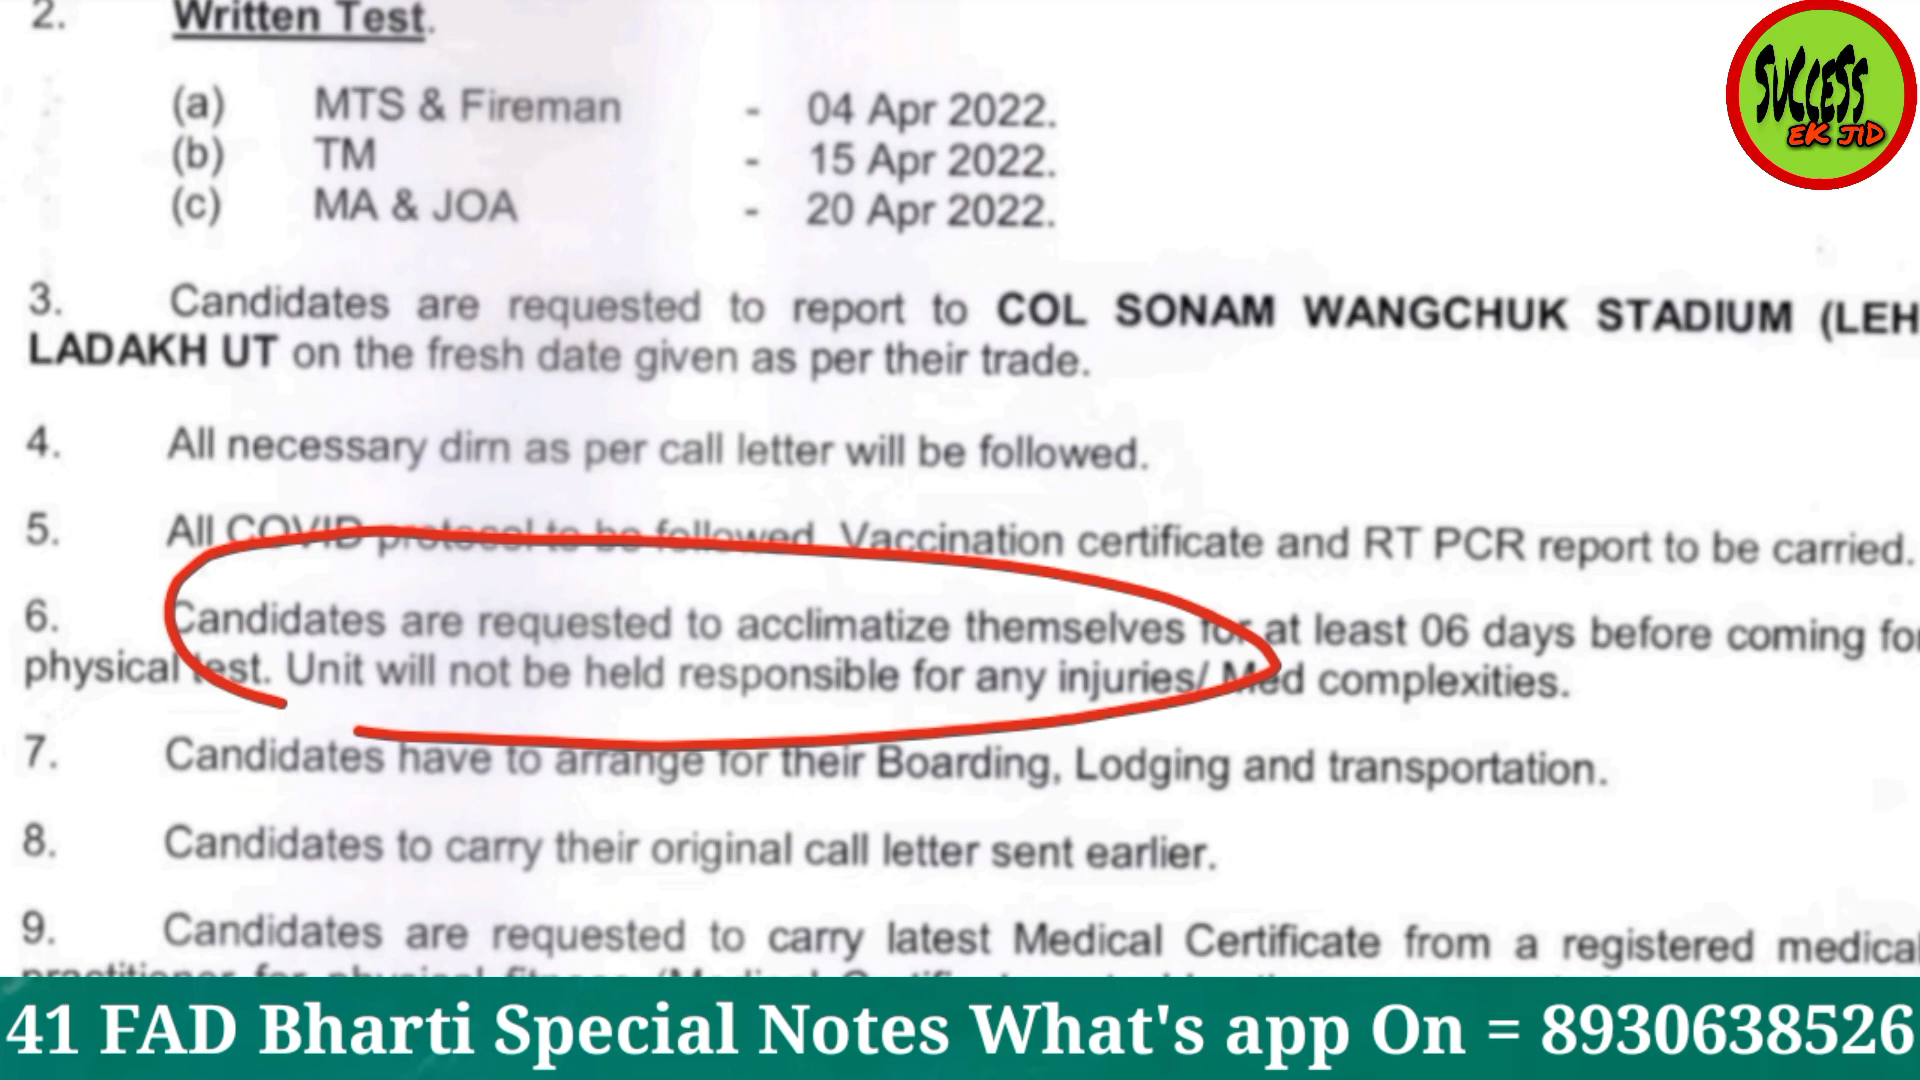 2. Written Test.
(a) MTS & Fireman - 04 Apr 2022.
(b) TM - 15 Apr 2022.
(c) MA & JOA - 20 Apr 2022.
3. Candidates are requested to report to COL SONAM WANGCHUK STADIUM (LEH
LADAKH UT on the fresh date given as per their trade.
4. All necessary dirn as per call letter will be followed.
5. All COVID protocol to be followed. Vaccination certificate and RT PCR report to be carried.
6. Candidates are requested to acclimatize themselves for at least 06 days before coming for
physical test. Unit will not be held responsible for any injuries/ Med complexities.
7. Candidates have to arrange for their Boarding, Lodging and transportation.
8. Candidates to carry their original call letter sent earlier.
9. Candidates are requested to carry latest Medical Certificate from a registered medical
practitioner for physical fitness (Medical
SUCCESS
EK JID
41 FAD Bharti Special Notes What's app On = 8930638526